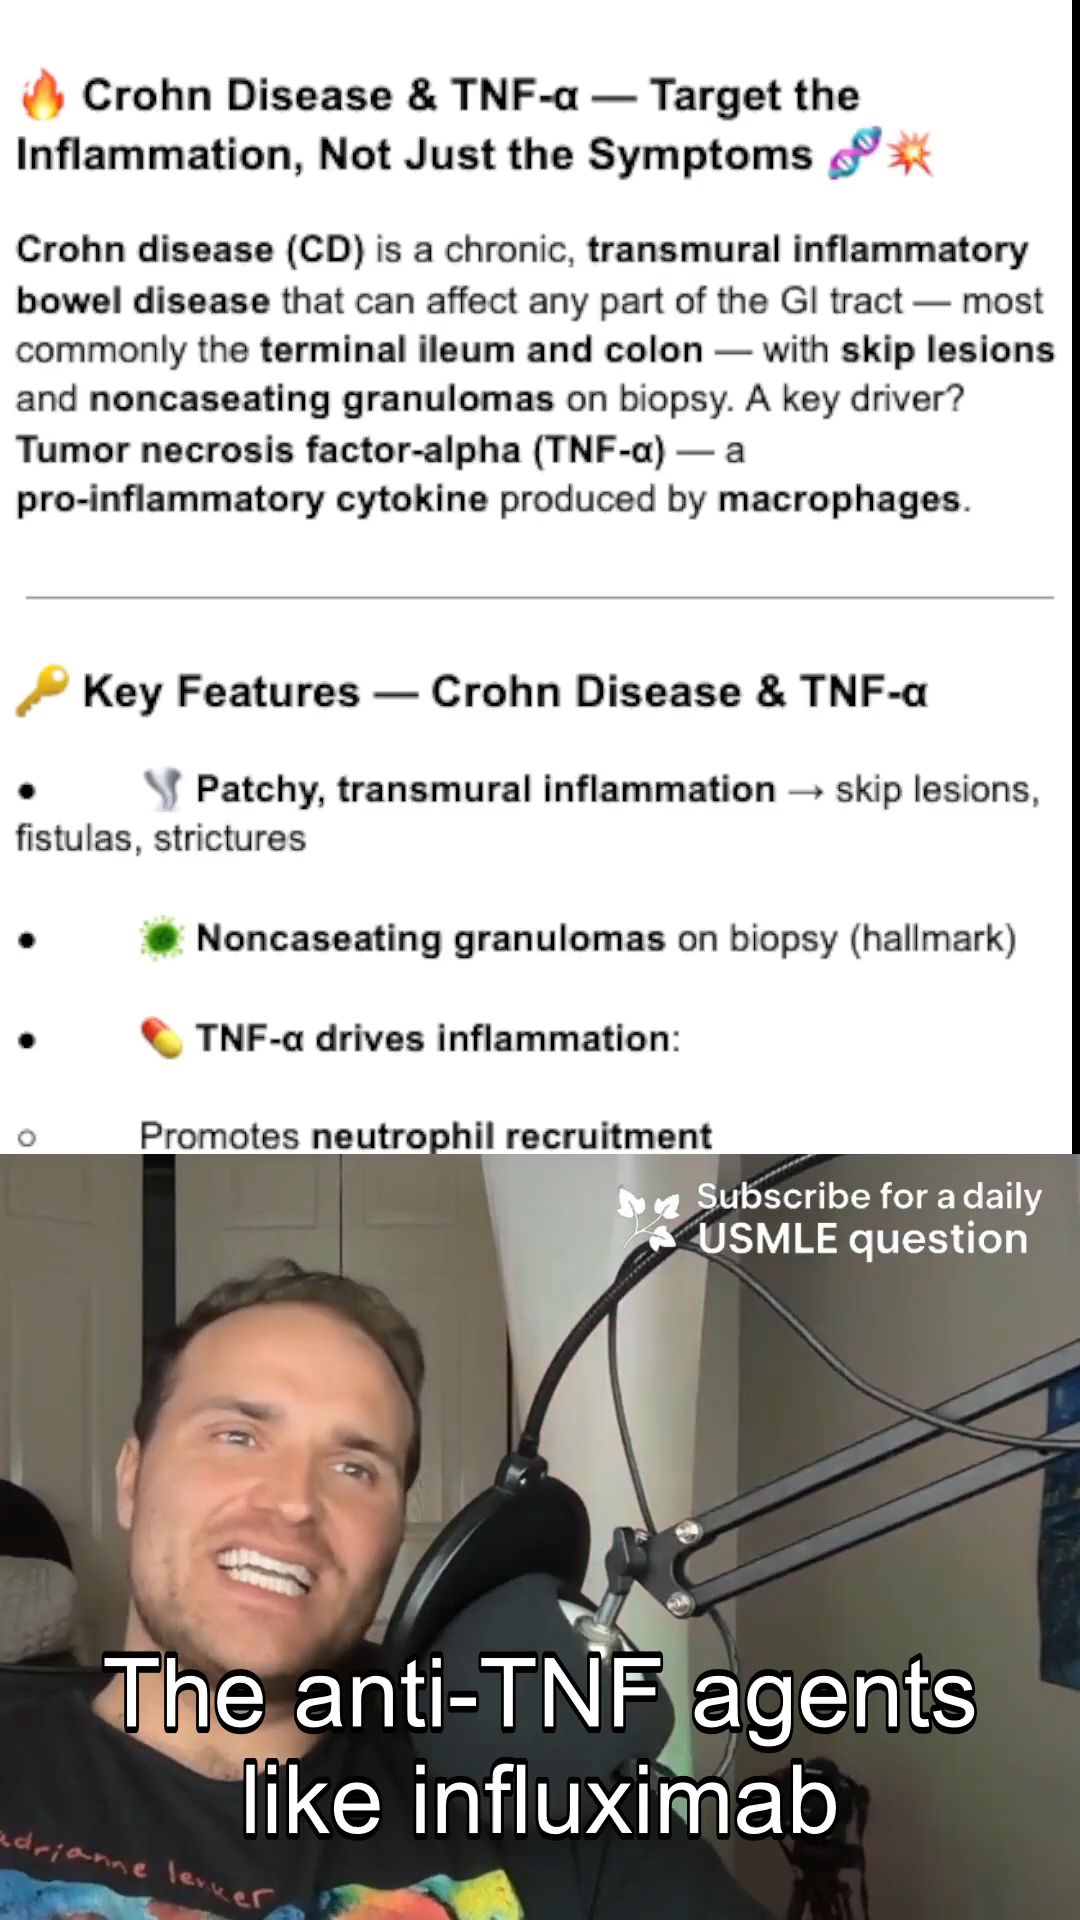 🔥 Crohn Disease & TNF-α — Target the
Inflammation, Not Just the Symptoms 🧬💥
Crohn disease (CD) is a chronic, transmural inflammatory
bowel disease that can affect any part of the GI tract — most
commonly the terminal ileum and colon — with skip lesions
and noncaseating granulomas on biopsy. A key driver?
Tumor necrosis factor-alpha (TNF-α) — a
pro-inflammatory cytokine produced by macrophages.
🔑 Key Features — Crohn Disease & TNF-α
● Patchy, transmural inflammation → skip lesions,
fistulas, strictures
● 🦠 Noncaseating granulomas on biopsy (hallmark)
● 💊 TNF-α drives inflammation:
○ Promotes neutrophil recruitment
Subscribe for a daily
USMLE question
The anti-TNF agents
like influximab
adrianne lenker